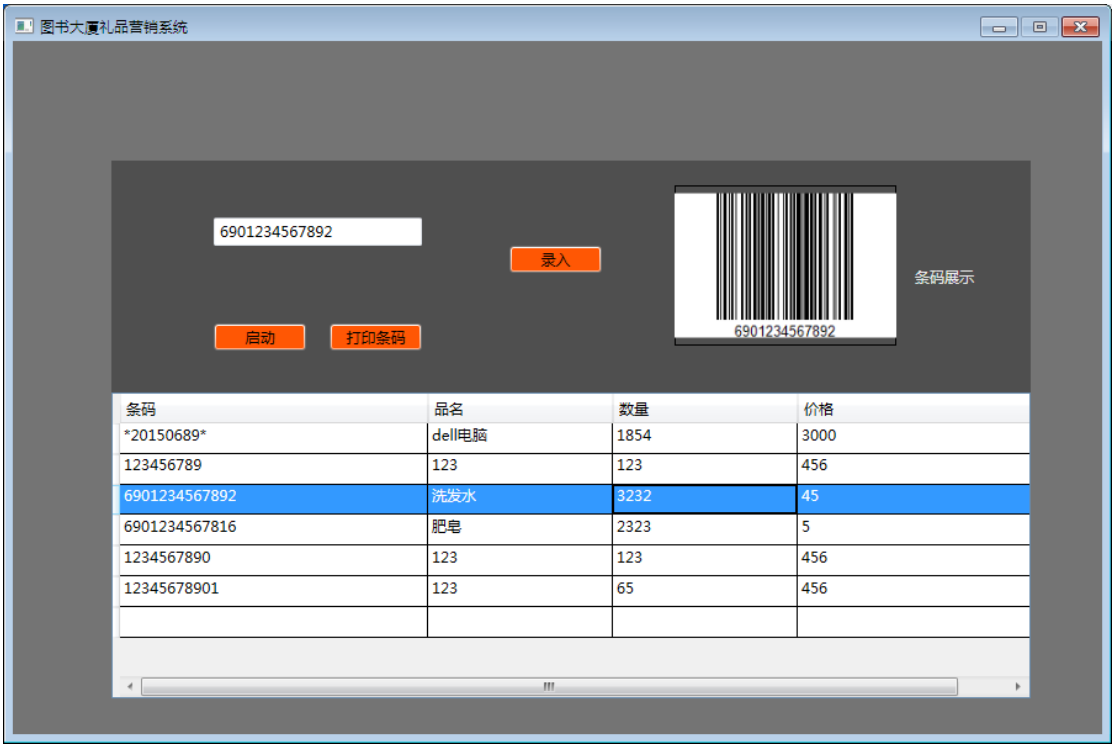 图书大厦礼品营销系统
6901234567892
录入
启动 打印条码
6901234567892
条码展示
条码 品名 数量 价格
*20150689* dell电脑 1854 3000
123456789 123 123 456
6901234567892 洗发水 3232 45
6901234567816 肥皂 2323 5
1234567890 123 123 456
12345678901 123 65 456